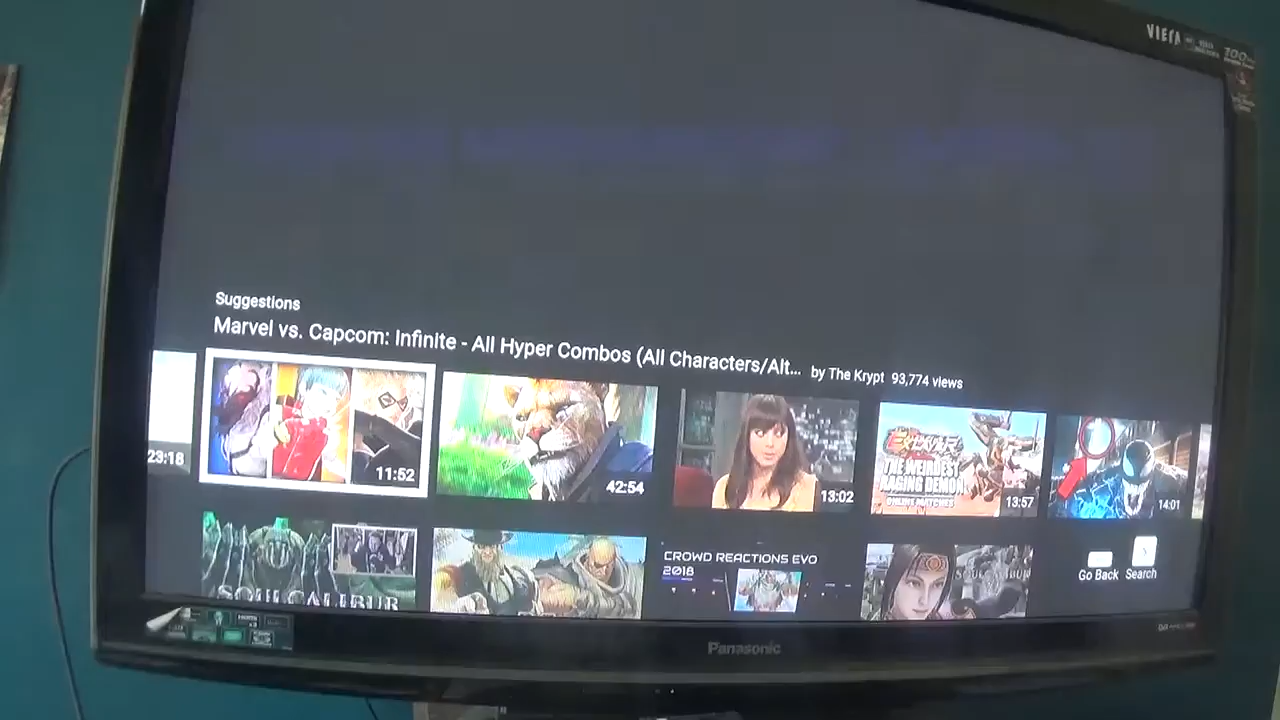 VIErA
Suggestions
Marvel vs. Capcom: Infinite - All Hyper Combos (All Characters/Alt... by The Krypt 93,774 views
23:18
11:52
42:54
13:02
THE WEIRDEST
RAGING DEMON
13:57
14:01
SOULCALIBUR
CROWD REACTIONS EVO
2018
Go Back
Search
Panasonic